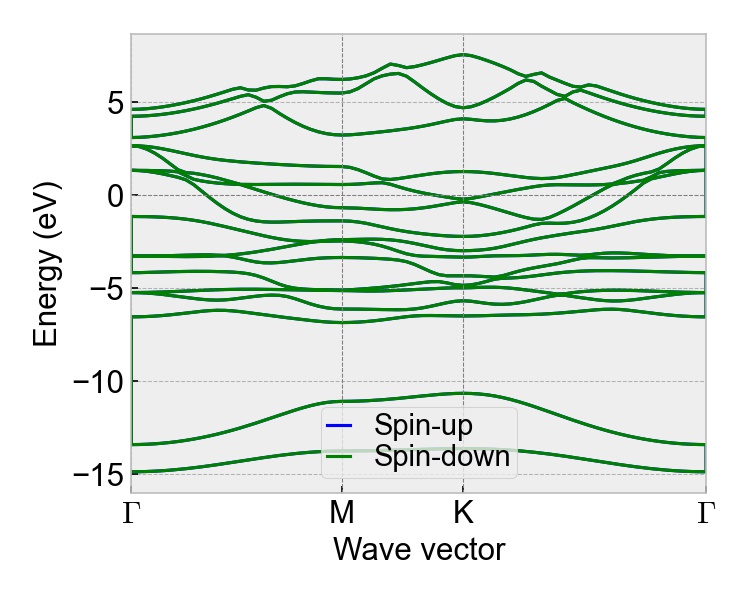 5
0
−5
−10
−15
Energy (eV)
Spin-up
Spin-down
Γ M K Γ
Wave vector